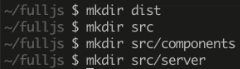 ~/fulljs $ mkdir dist
~/fulljs $ mkdir src
~/fulljs $ mkdir src/components
~/fulljs $ mkdir src/server